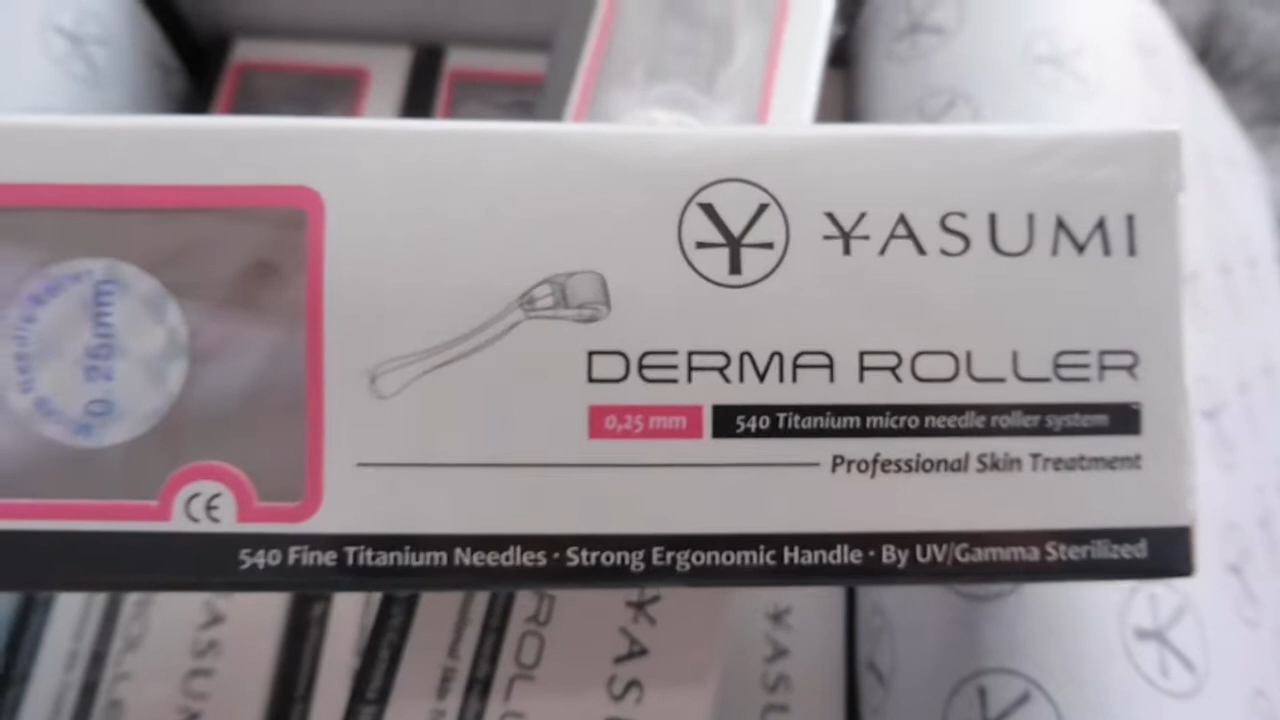 YASUMI
DERMA ROLLER
0,25 mm
540 Titanium micro needle roller system
Professional Skin Treatment
0.25mm
CE
540 Fine Titanium Needles · Strong Ergonomic Handle · By UV/Gamma Sterilized
YASUMI